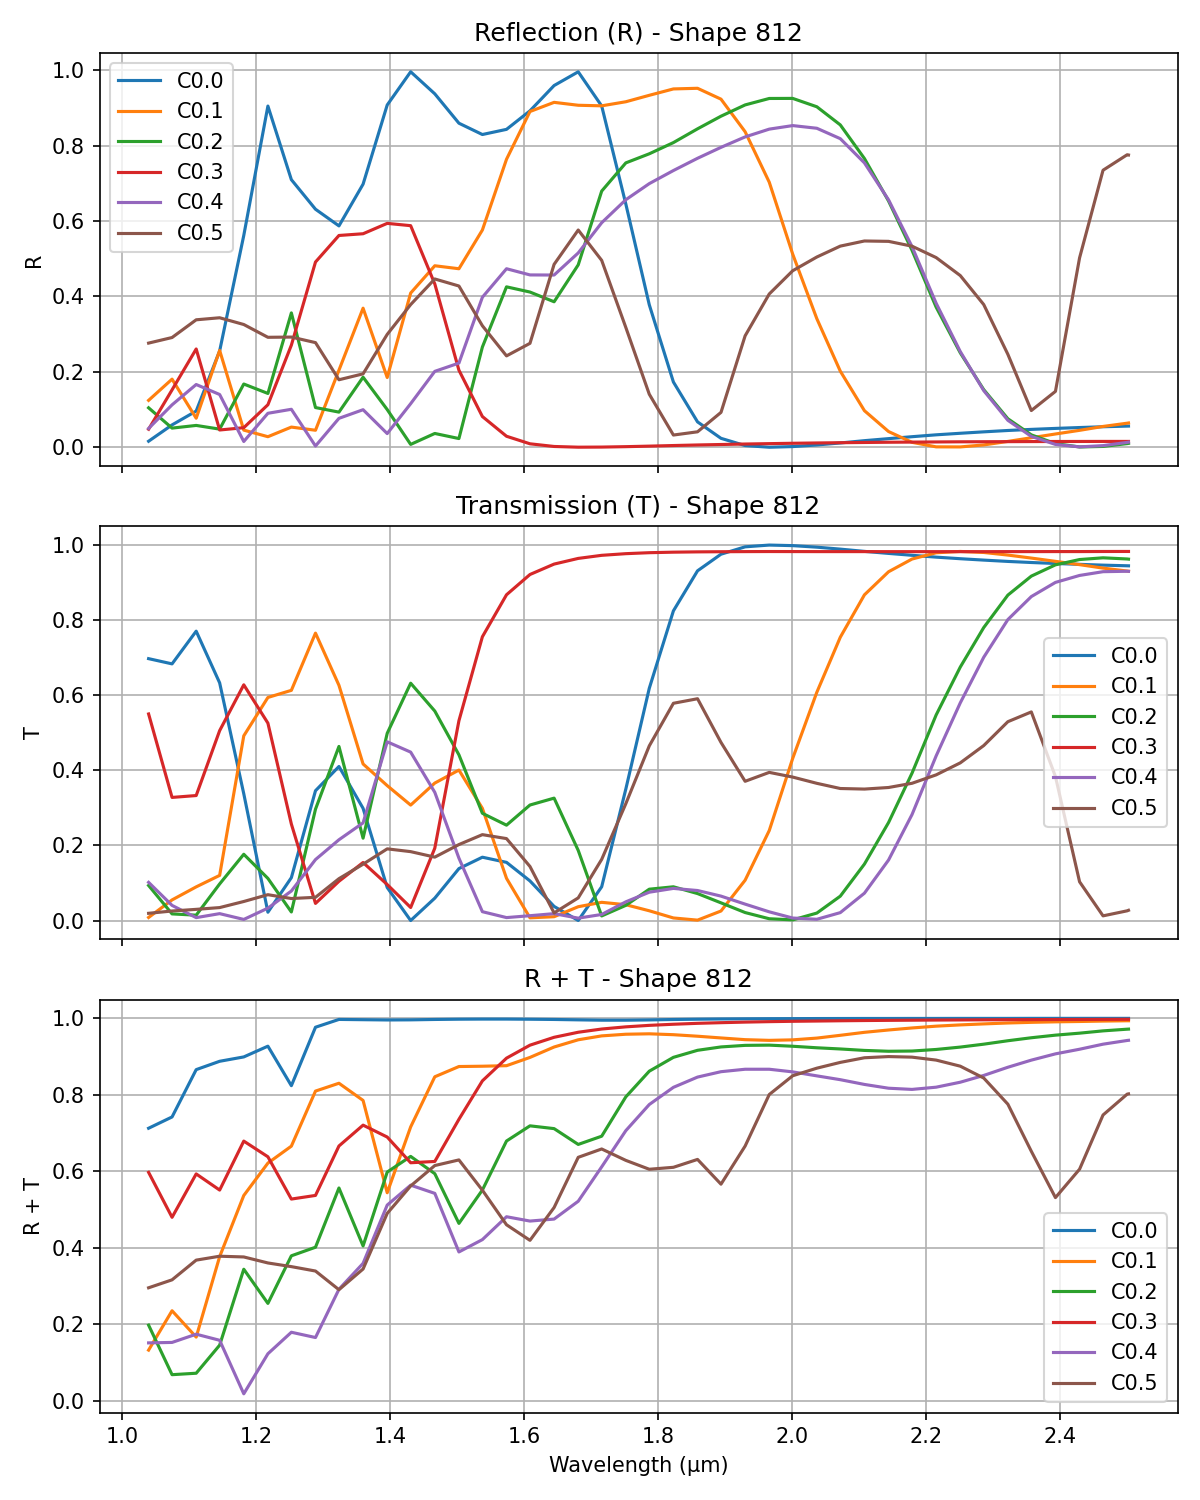 Reflection (R) - Shape 812
1.0
0.8
0.6
0.4
0.2
0.0
R
C0.0
C0.1
C0.2
C0.3
C0.4
C0.5
Transmission (T) - Shape 812
1.0
0.8
0.6
0.4
0.2
0.0
T
C0.0
C0.1
C0.2
C0.3
C0.4
C0.5
R + T - Shape 812
1.0
0.8
0.6
0.4
0.2
0.0
R + T
C0.0
C0.1
C0.2
C0.3
C0.4
C0.5
1.0 1.2 1.4 1.6 1.8 2.0 2.2 2.4
Wavelength (μm)